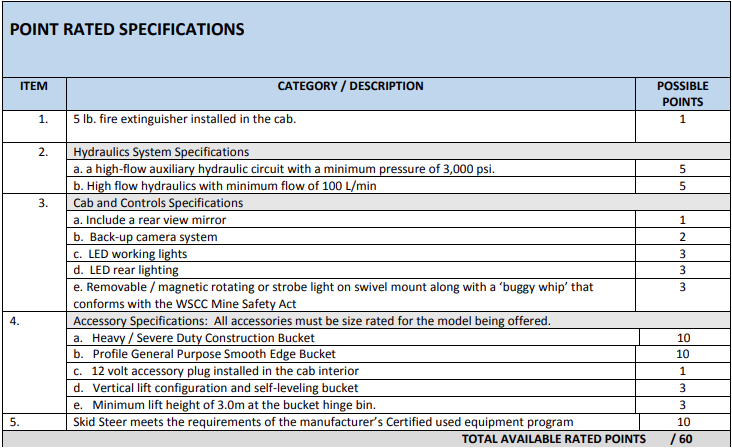 POINT RATED SPECIFICATIONS
ITEM CATEGORY / DESCRIPTION POSSIBLE
POINTS
1. 5 lb. fire extinguisher installed in the cab. 1
2. Hydraulics System Specifications
a. a high-flow auxiliary hydraulic circuit with a minimum pressure of 3,000 psi. 5
b. High flow hydraulics with minimum flow of 100 L/min 5
3. Cab and Controls Specifications
a. Include a rear view mirror 1
b. Back-up camera system 2
c. LED working lights 3
d. LED rear lighting 3
e. Removable / magnetic rotating or strobe light on swivel mount along with a ‘buggy whip’ that 3
conforms with the WSCC Mine Safety Act
4. Accessory Specifications: All accessories must be size rated for the model being offered.
a. Heavy / Severe Duty Construction Bucket 10
b. Profile General Purpose Smooth Edge Bucket 10
c. 12 volt accessory plug installed in the cab interior 1
d. Vertical lift configuration and self-leveling bucket 3
e. Minimum lift height of 3.0m at the bucket hinge bin. 3
5. Skid Steer meets the requirements of the manufacturer’s Certified used equipment program 10
TOTAL AVAILABLE RATED POINTS / 60